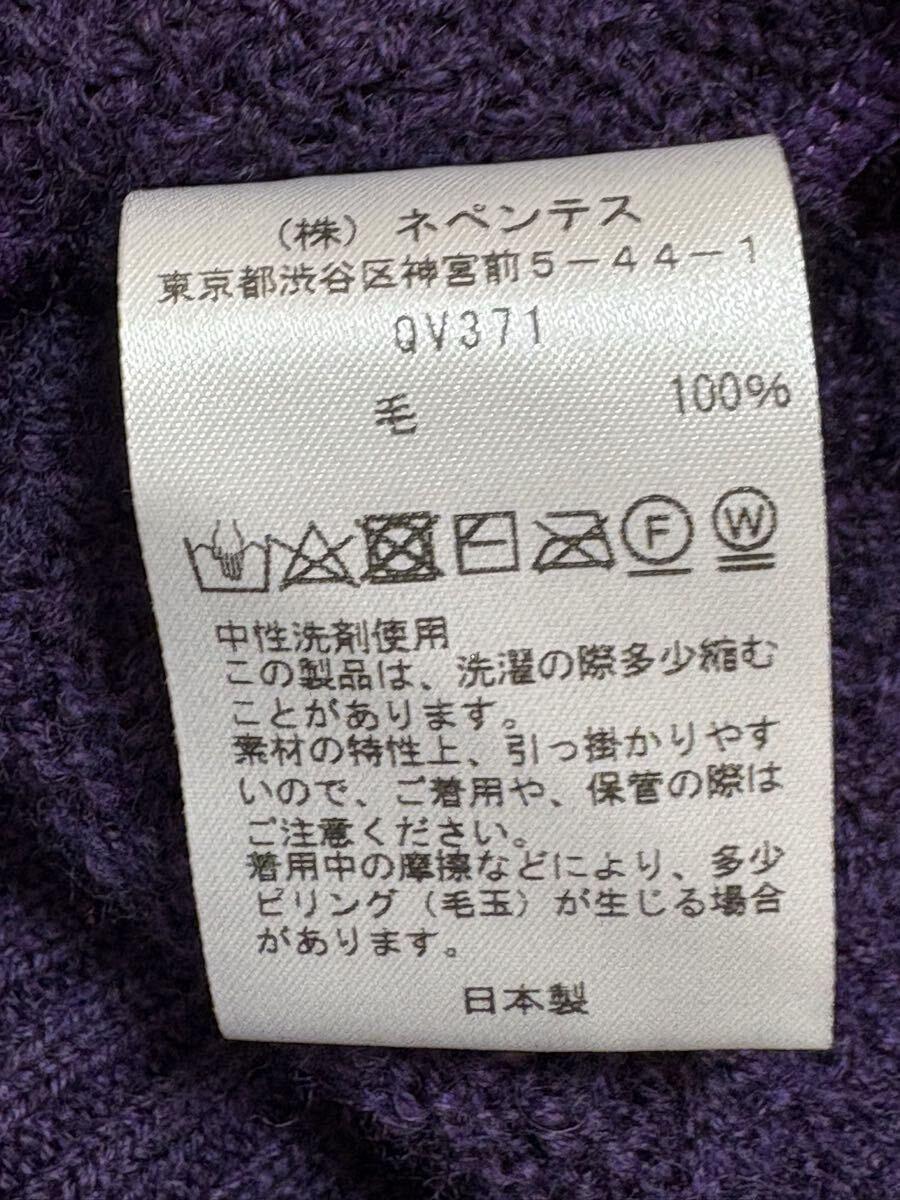 （株）ネペンテス
東京都渋谷区神宮前5－44－1
QV371
毛 100%
F W
中性洗剤使用
この製品は、洗濯の際多少縮む
ことがあります。
素材の特性上、引っ掛かりやす
いので、ご着用や、保管の際は
ご注意ください。
着用中の摩擦などにより、多少
ピリング（毛玉）が生じる場合
があります。
日本製